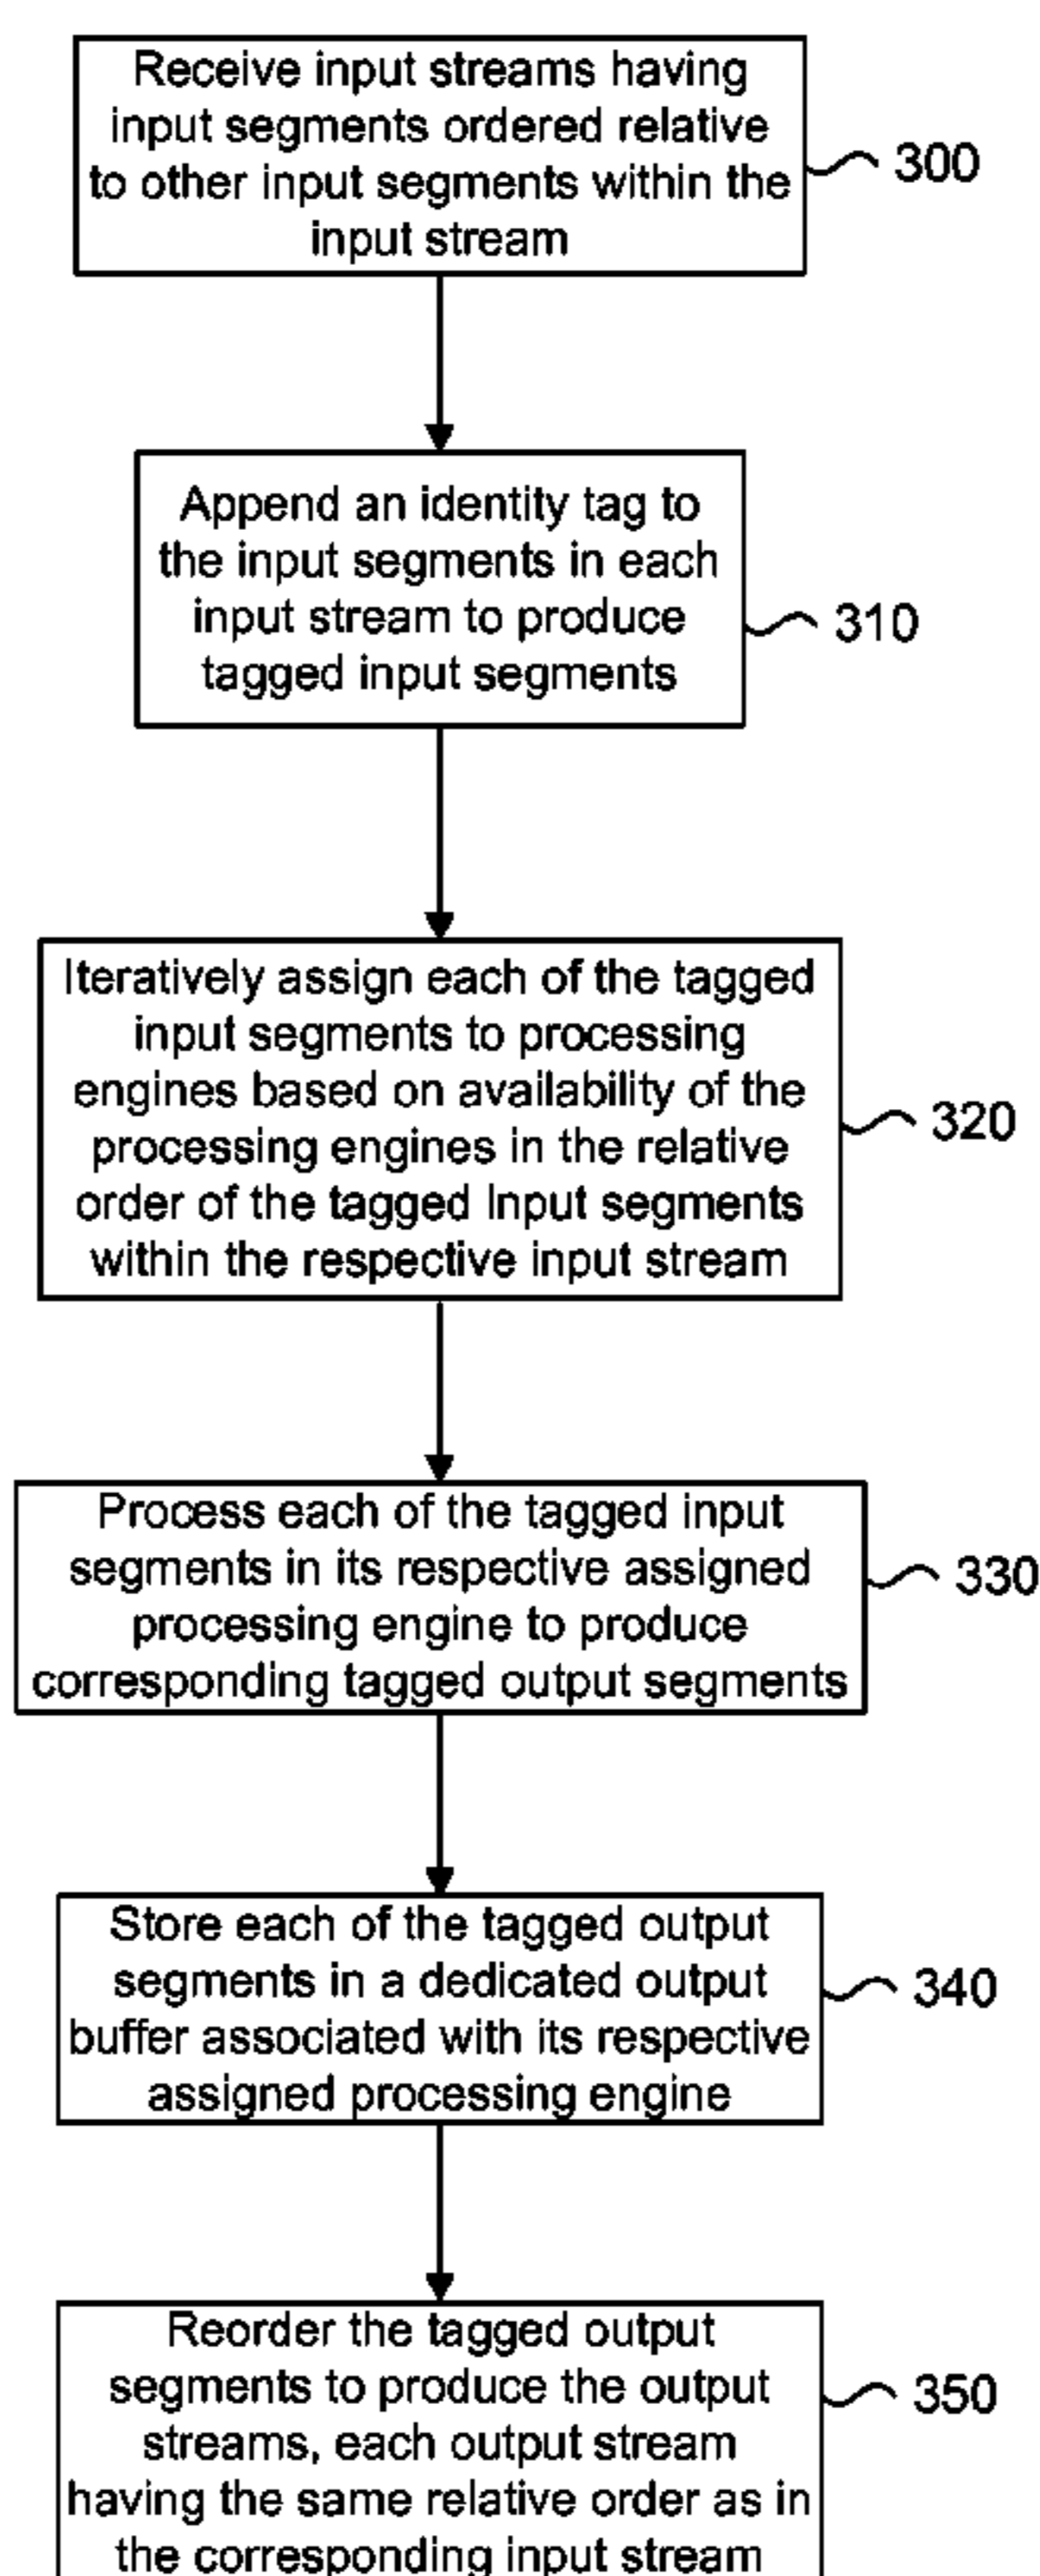 Receive input streams having
input segments ordered relative
to other input segments within the
input stream
300
Append an identity tag to
the input segments in each
input stream to produce
tagged input segments
310
Iteratively assign each of the tagged
input segments to processing
engines based on availability of the
processing engines in the relative
order of the tagged Input segments
within the respective input stream
320
Process each of the tagged input
segments in its respective assigned
processing engine to produce
corresponding tagged output segments
330
Store each of the tagged output
segments in a dedicated output
buffer associated with its respective
assigned processing engine
340
Reorder the tagged output
segments to produce the output
streams, each output stream
having the same relative order as in
the corresponding input stream
350